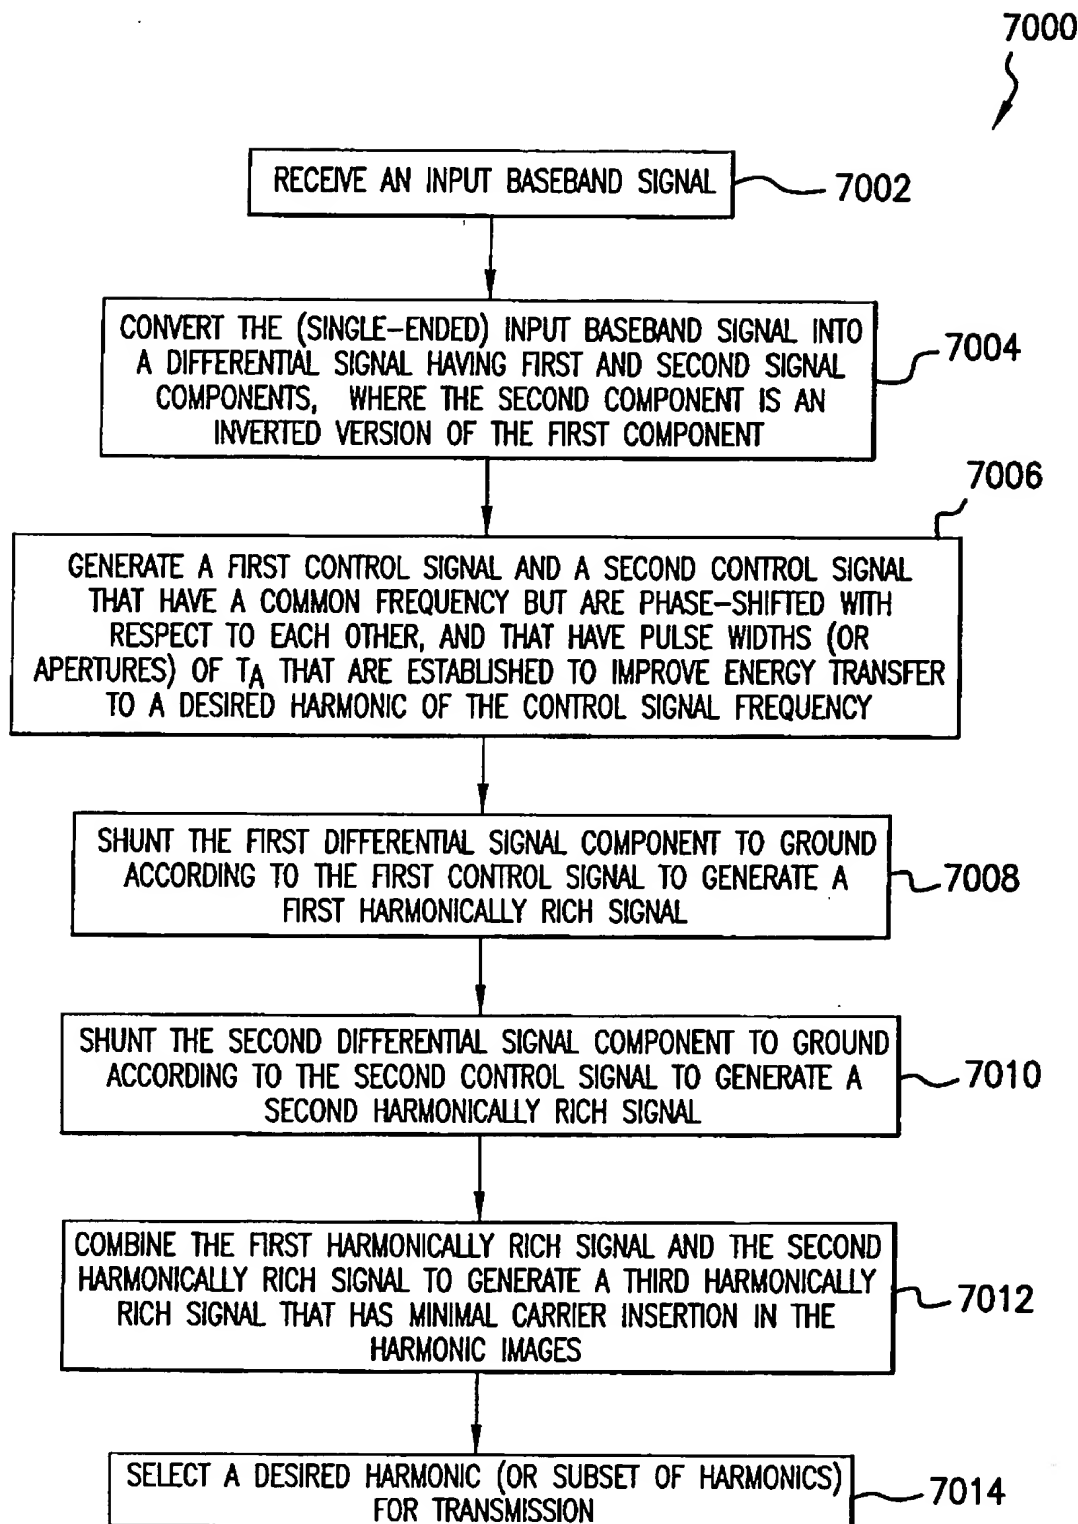 7000
RECEIVE AN INPUT BASEBAND SIGNAL
7002
CONVERT THE (SINGLE-ENDED) INPUT BASEBAND SIGNAL INTO
A DIFFERENTIAL SIGNAL HAVING FIRST AND SECOND SIGNAL
COMPONENTS, WHERE THE SECOND COMPONENT IS AN
INVERTED VERSION OF THE FIRST COMPONENT
7004
7006
GENERATE A FIRST CONTROL SIGNAL AND A SECOND CONTROL SIGNAL
THAT HAVE A COMMON FREQUENCY BUT ARE PHASE-SHIFTED WITH
RESPECT TO EACH OTHER, AND THAT HAVE PULSE WIDTHS (OR
APERTURES) OF TA THAT ARE ESTABLISHED TO IMPROVE ENERGY TRANSFER
TO A DESIRED HARMONIC OF THE CONTROL SIGNAL FREQUENCY
SHUNT THE FIRST DIFFERENTIAL SIGNAL COMPONENT TO GROUND
ACCORDING TO THE FIRST CONTROL SIGNAL TO GENERATE A
FIRST HARMONICALLY RICH SIGNAL
7008
SHUNT THE SECOND DIFFERENTIAL SIGNAL COMPONENT TO GROUND
ACCORDING TO THE SECOND CONTROL SIGNAL TO GENERATE A
SECOND HARMONICALLY RICH SIGNAL
7010
COMBINE THE FIRST HARMONICALLY RICH SIGNAL AND THE SECOND
HARMONICALLY RICH SIGNAL TO GENERATE A THIRD HARMONICALLY
RICH SIGNAL THAT HAS MINIMAL CARRIER INSERTION IN THE
HARMONIC IMAGES
7012
SELECT A DESIRED HARMONIC (OR SUBSET OF HARMONICS)
FOR TRANSMISSION
7014